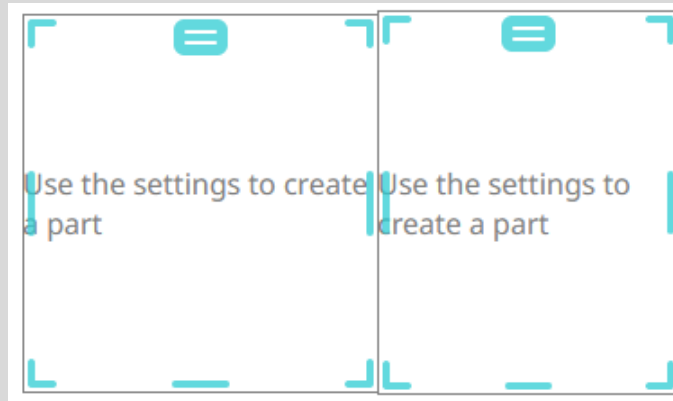 Use the settings to create
a part
Use the settings to
create a part